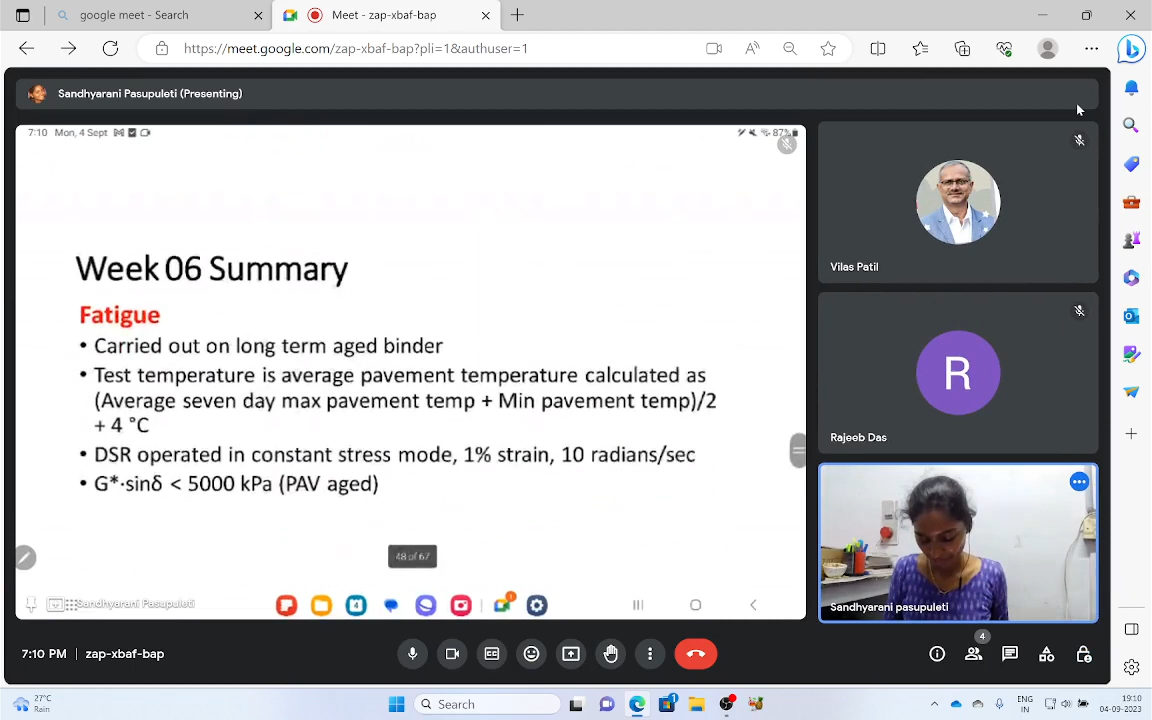 google meet - Search
Meet - zap-xbaf-bap
https://meet.google.com/zap-xbaf-bap?pli=1&authuser=1
Sandhyarani Pasupuleti (Presenting)
7:10 Mon, 4 Sept
87%
Week 06 Summary
Fatigue
• Carried out on long term aged binder
• Test temperature is average pavement temperature calculated as
(Average seven day max pavement temp + Min pavement temp)/2
+ 4 °C
• DSR operated in constant stress mode, 1% strain, 10 radians/sec
• G*·sinδ < 5000 kPa (PAV aged)
48 of 67
Sandhyarani Pasupuleti
Vilas Patil
R
Rajeeb Das
Sandhyarani pasupuleti
7:10 PM | zap-xbaf-bap
4
27°C
Rain
Search
1
ENG
IN
19:10
04-09-2023